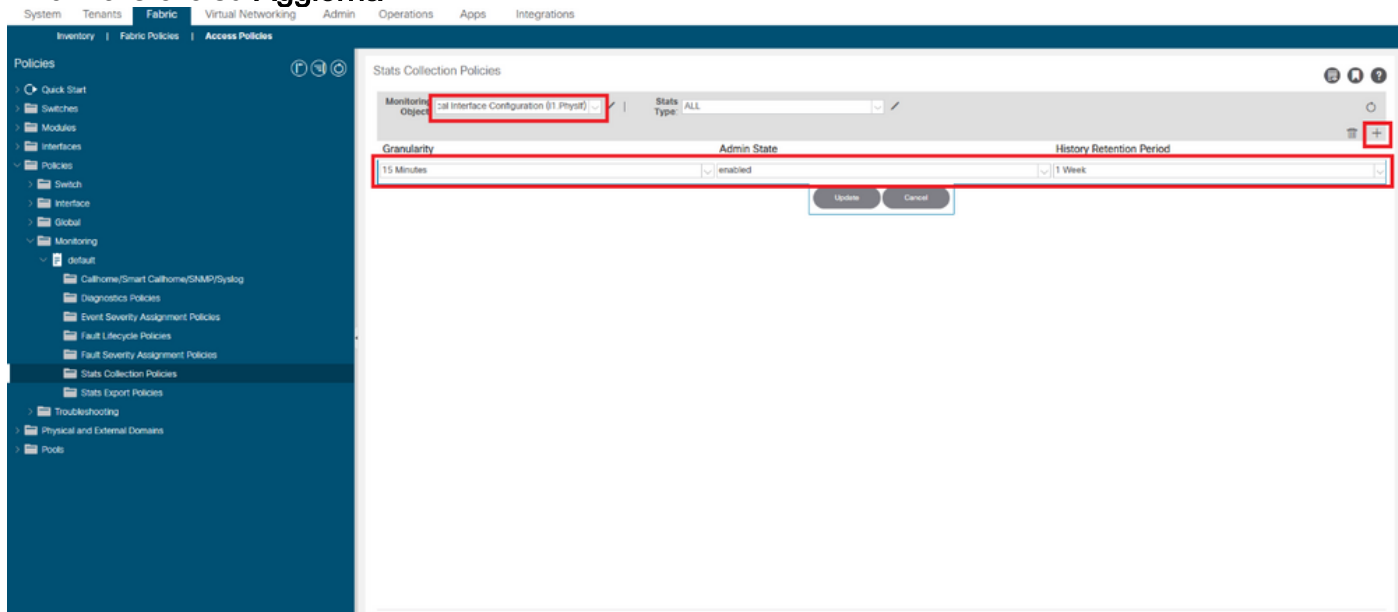 Aggiorna
System Tenants Fabric Virtual Networking Admin Operations Apps Integrations
Inventory | Fabric Policies | Access Policies
Policies
Quick Start
Switches
Modules
Interfaces
Policies
Switch
Interface
Global
Monitoring
default
Callhome/Smart Callhome/SNMP/Syslog
Diagnostics Policies
Event Severity Assignment Policies
Fault Lifecycle Policies
Fault Severity Assignment Policies
Stats Collection Policies
Stats Export Policies
Troubleshooting
Physical and External Domains
Pools
Stats Collection Policies
Monitoring Object: cal Interface Configuration (l1.PhysIf) | Stats Type: ALL
Granularity Admin State History Retention Period
15 Minutes enabled 1 Week
Update Cancel